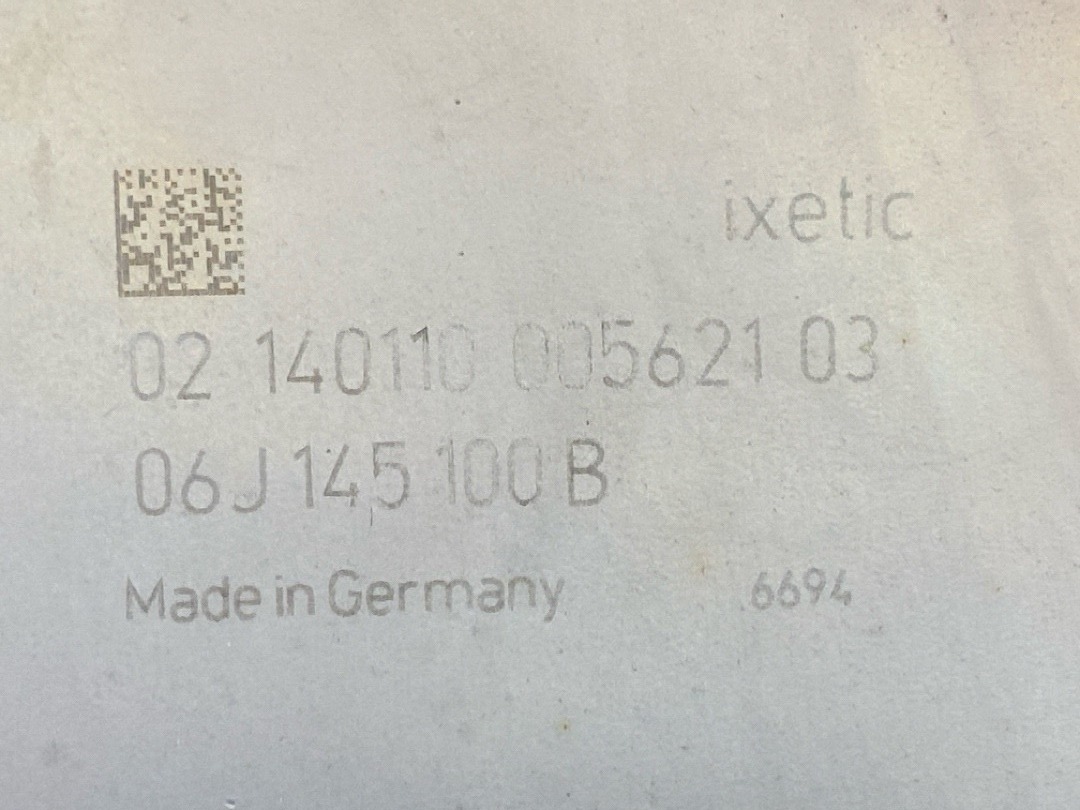 ixetic
02 140110 005621 03
06J 145 100 B
Made in Germany 6694